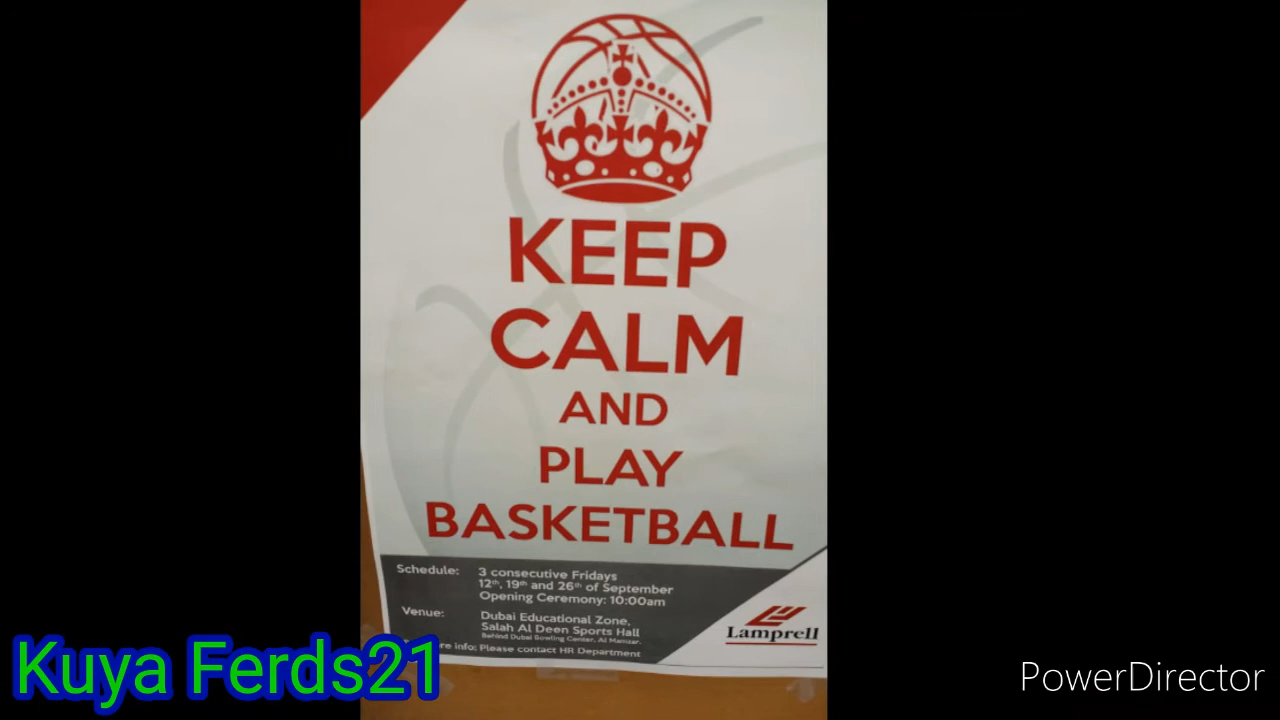 KEEP
CALM
AND
PLAY
BASKETBALL
Schedule: 3 consecutive Fridays
12th, 19th and 26th of September
Opening Ceremony: 10:00am
Venue: Dubai Educational Zone,
Salah Al Deen Sports Hall
Behind Dubai Bowling Center, Al Mamzar.
info: Please contact HR Department
Lamprell
Kuya Ferds21
PowerDirector